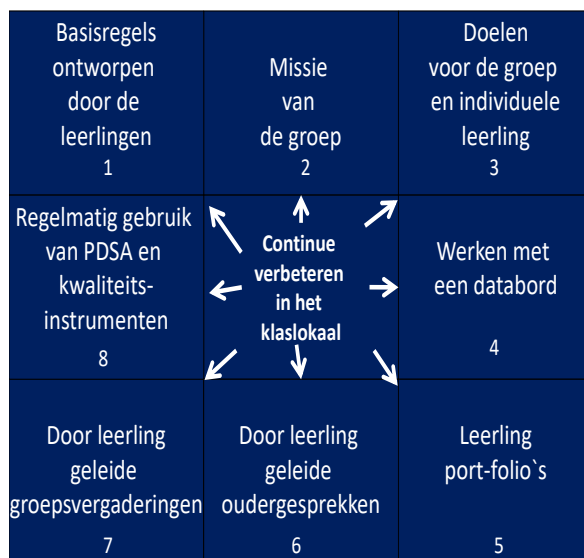 Basisregels
ontworpen
door de
leerlingen
1
Missie
van
de groep
2
Doelen
voor de groep
en individuele
leerling
3
Regelmatig gebruik
van PDSA en
kwaliteits-
instrumenten
8
Continue
verbeteren
in het
klaslokaal
Werken met
een databord
4
Door leerling
geleide
groepsvergaderingen
7
Door leerling
geleide
oudergesprekken
6
Leerling
port-folio`s
5